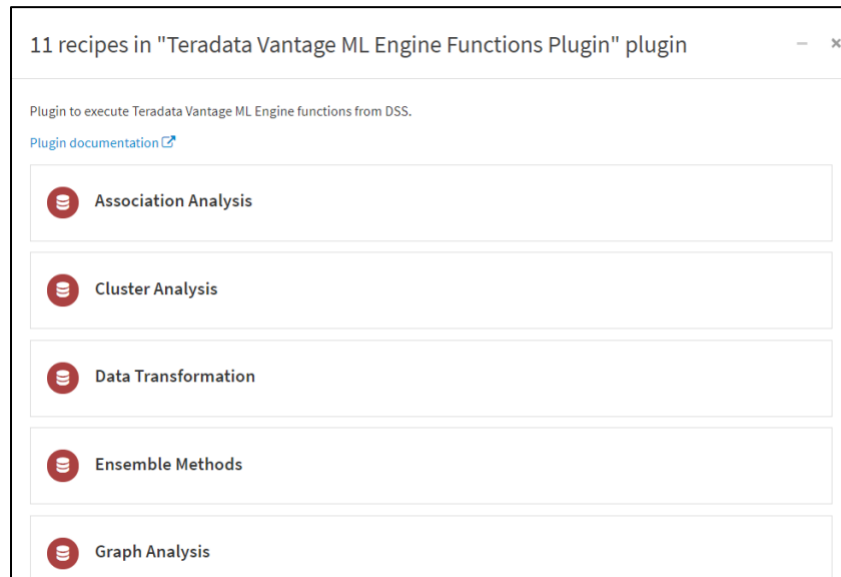 11 recipes in "Teradata Vantage ML Engine Functions Plugin" plugin
Plugin to execute Teradata Vantage ML Engine functions from DSS.
Plugin documentation
Association Analysis
Cluster Analysis
Data Transformation
Ensemble Methods
Graph Analysis